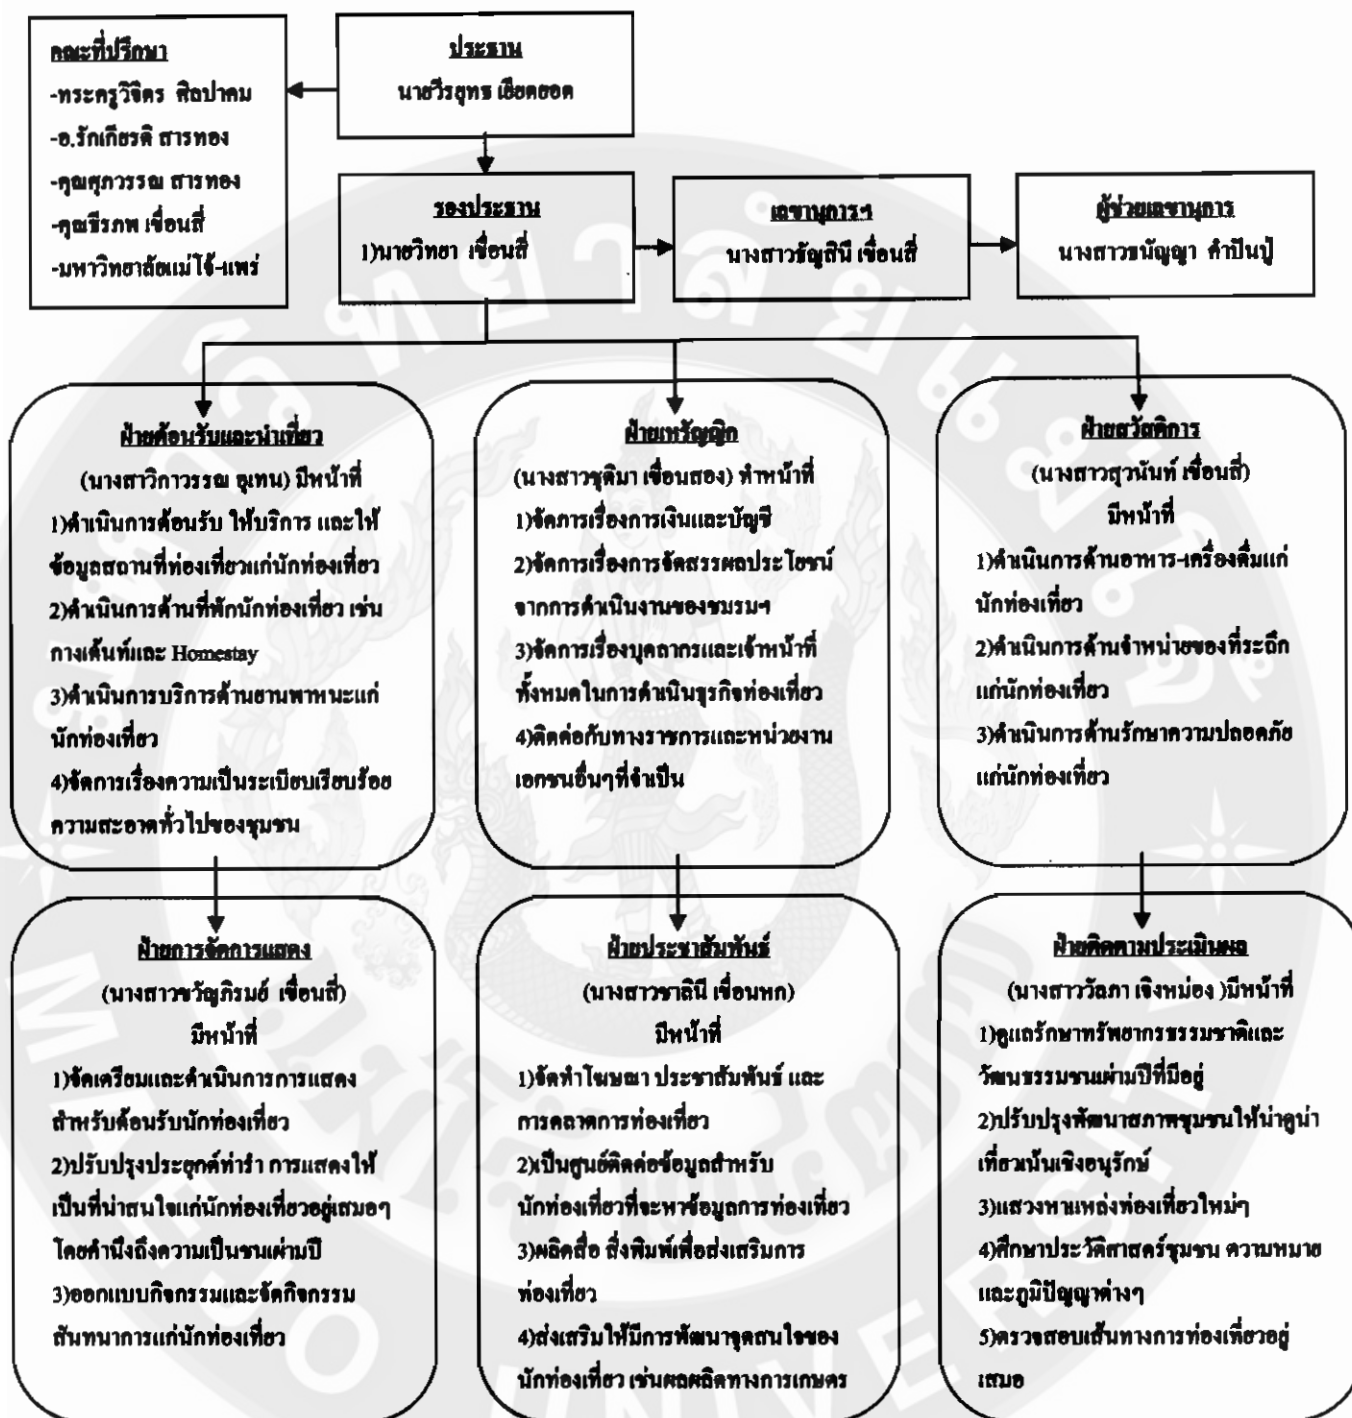 คณะที่ปรึกษา
-พระครูวิจิตร ศิลปาคม
-อ.รักเกียรติ สารทอง
-คุณศุภวรรณ สารทอง
-คุณธีรภพ เขื่อนสี่
-มหาวิทยาลัยแม่โจ้-แพร่
ประธาน
นายวีรยุทธ เฮียดยอด
รองประธาน
1)นายวิทยา เขื่อนสี่
เลขานุการฯ
นางสาวธัญสินี เขื่อนสี่
ผู้ช่วยเลขานุการ
นางสาวธนัญญา คำปันปู่
ฝ่ายต้อนรับและนำเที่ยว
(นางสาวิกาวรรณ อุเทน) มีหน้าที่
1)ดำเนินการต้อนรับ ให้บริการ และให้
ข้อมูลสถานที่ท่องเที่ยวแก่นักท่องเที่ยว
2)ดำเนินการด้านที่พักนักท่องเที่ยว เช่น
กางเต้นท์และ Homestay
3)ดำเนินการบริการด้านยานพาหนะแก่
นักท่องเที่ยว
4)จัดการเรื่องความเป็นระเบียบเรียบร้อย
ความสะอาดทั่วไปของชุมชน
ฝ่ายเหรัญญิก
(นางสาวชุติมา เขื่อนสอง) ทำหน้าที่
1)จัดการเรื่องการเงินและบัญชี
2)จัดการเรื่องการจัดสรรผลประโยชน์
จากการดำเนินงานของชมรมฯ
3)จัดการเรื่องบุคลากรและเจ้าหน้าที่
ทั้งหมดในการดำเนินธุรกิจท่องเที่ยว
4)ติดต่อกับทางราชการและหน่วยงาน
เอกชนอื่นๆที่จำเป็น
ฝ่ายสวัสดิการ
(นางสาวสุวนันท์ เขื่อนสี่)
มีหน้าที่
1)ดำเนินการด้านอาหาร-เครื่องดื่มแก่
นักท่องเที่ยว
2)ดำเนินการด้านจำหน่ายของที่ระลึก
แก่นักท่องเที่ยว
3)ดำเนินการด้านรักษาความปลอดภัย
แก่นักท่องเที่ยว
ฝ่ายการจัดการแสดง
(นางสาวขวัญภิรมย์ เขื่อนสี่)
มีหน้าที่
1)จัดเตรียมและดำเนินการการแสดง
สำหรับต้อนรับนักท่องเที่ยว
2)ปรับปรุงประยุกต์ท่ารำ การแสดงให้
เป็นที่น่าสนใจแก่นักท่องเที่ยวอยู่เสมอๆ
โดยคำนึงถึงความเป็นชนเผ่ามปี
3)ออกแบบกิจกรรมและจัดกิจกรรม
สันทนาการแก่นักท่องเที่ยว
ฝ่ายประชาสัมพันธ์
(นางสาวชาลินี เขื่อนหก)
มีหน้าที่
1)จัดทำโฆษณา ประชาสัมพันธ์ และ
การตลาดการท่องเที่ยว
2)เป็นศูนย์ติดต่อข้อมูลสำหรับ
นักท่องเที่ยวที่จะหาข้อมูลการท่องเที่ยว
3)ผลิตสื่อ สิ่งพิมพ์เพื่อส่งเสริมการ
ท่องเที่ยว
4)ส่งเสริมให้มีการพัฒนาจุดสนใจของ
นักท่องเที่ยว เช่นผลผลิตทางการเกษตร
ฝ่ายติดตามประเมินผล
(นางสาววัลภา เจิงหม่อง )มีหน้าที่
1)ดูแลรักษาทรัพยากรธรรมชาติและ
วัฒนธรรมชนเผ่ามปีที่มีอยู่
2)ปรับปรุงพัฒนาสภาพชุมชนให้น่าดูน่า
เที่ยวเน้นเชิงอนุรักษ์
3)แสวงหาแหล่งท่องเที่ยวใหม่ๆ
4)ศึกษาประวัติศาสตร์ชุมชน ความหมาย
และภูมิปัญญาต่างๆ
5)ตรวจสอบเส้นทางการท่องเที่ยวอยู่
เสมอ